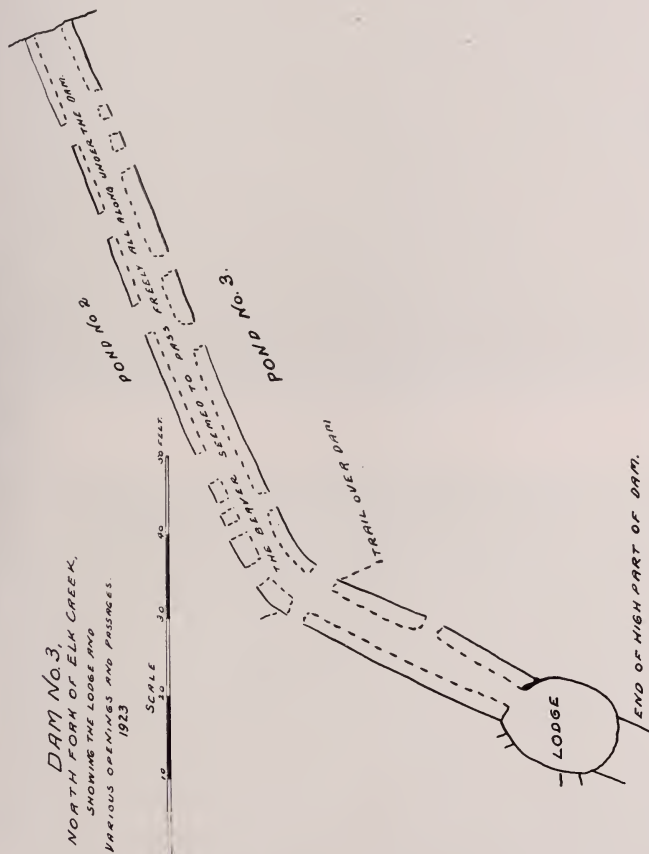 DAM No. 3,
NORTH FORK OF ELK CREEK,
SHOWING THE LODGE AND
VARIOUS OPENINGS AND PASSAGES.
1923
SCALE
10 20 30 40 50 FEET.
POND No 2
THE BEAVER SEEMED TO PASS FREELY ALL ALONG UNDER THE DAM.
POND No. 3.
TRAIL OVER DAM
LODGE
END OF HIGH PART OF DAM.